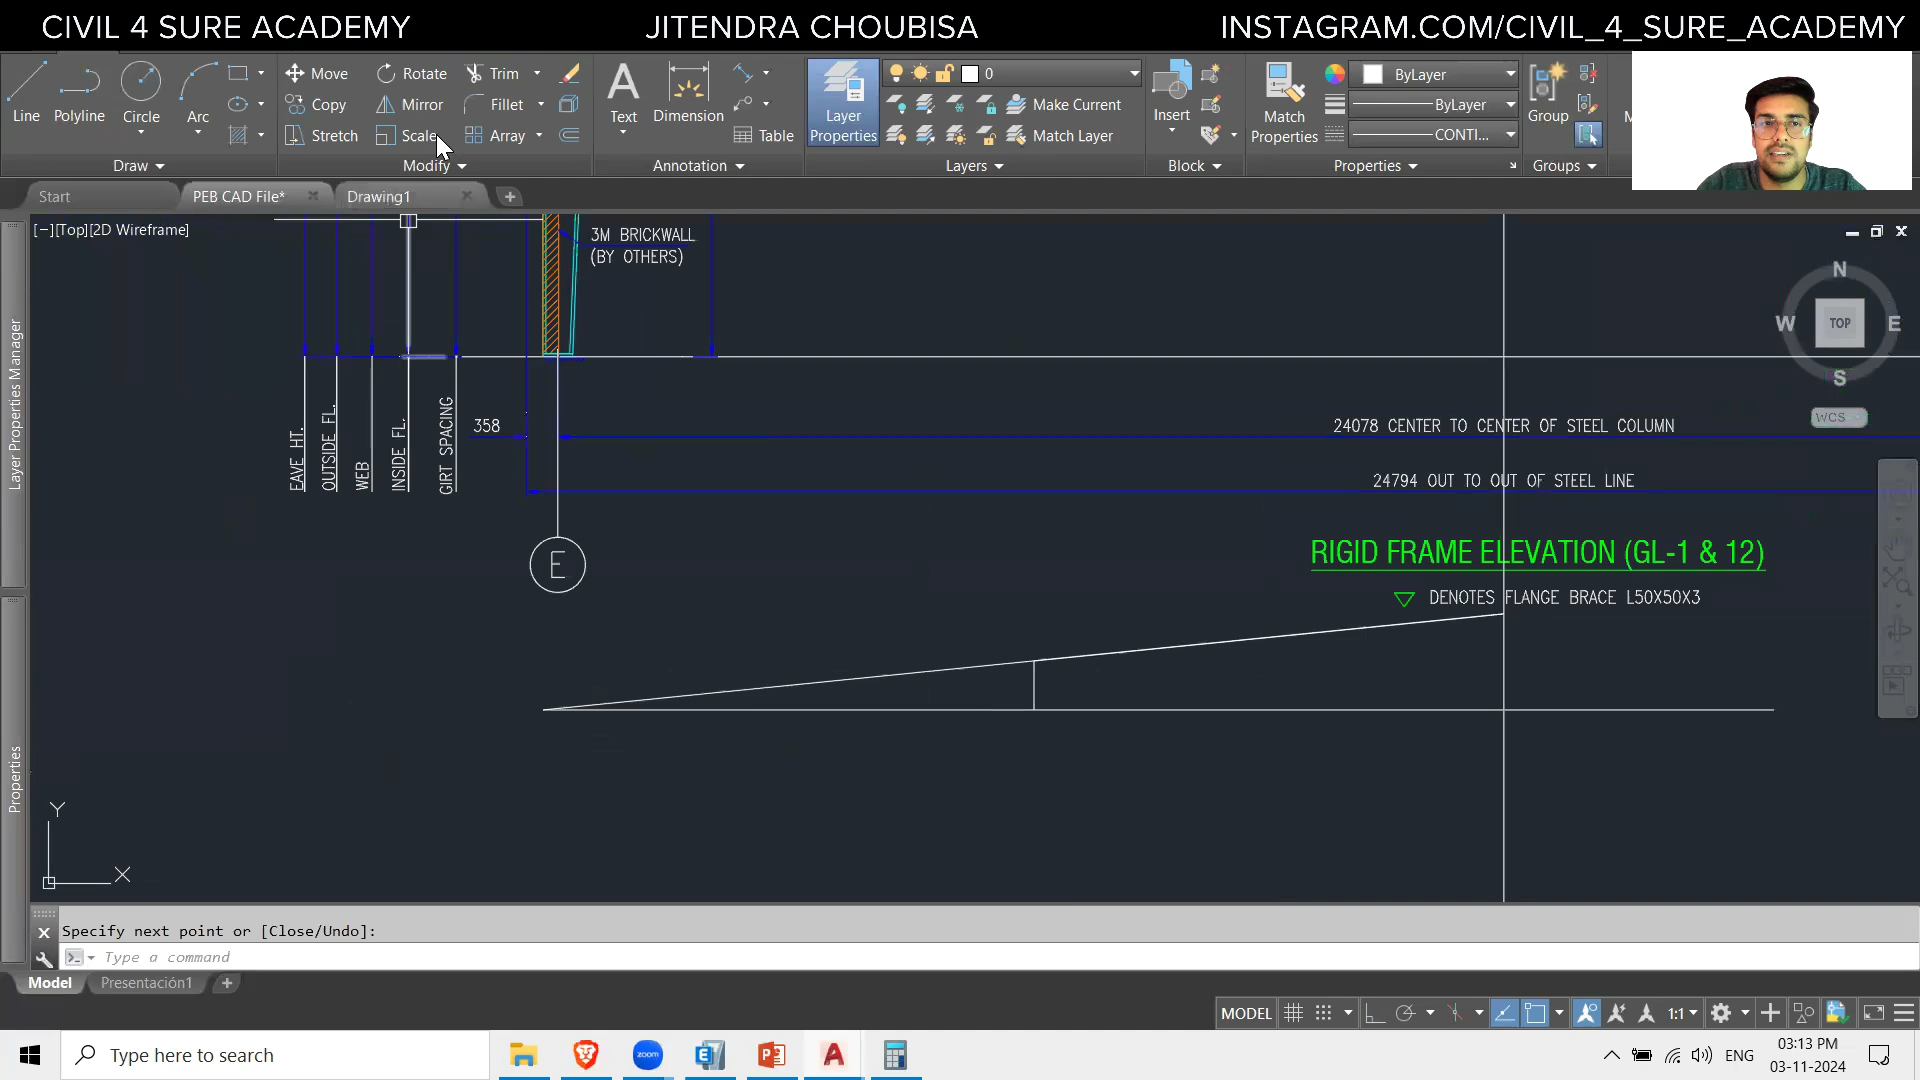 CIVIL 4 SURE ACADEMY JITENDRA CHOUBISA INSTAGRAM.COM/CIVIL_4_SURE_ACADEMY
Line Polyline Circle Arc
Move Rotate Trim
Copy Mirror Fillet
Stretch Scale Array
Text Dimension Table
Layer Properties
0
Make Current
Match Layer
Insert
Match Properties
ByLayer
ByLayer
CONTI...
Group
Draw Modify Annotation Layers Block Properties Groups
Start PEB CAD File* Drawing1
[−][Top][2D Wireframe]
3M BRICKWALL
(BY OTHERS)
N
W TOP E
S
WCS
Layer Properties Manager
EAVE HT.
OUTSIDE FL.
WEB
INSIDE FL.
GIRT SPACING
358
24078 CENTER TO CENTER OF STEEL COLUMN
24794 OUT TO OUT OF STEEL LINE
E
RIGID FRAME ELEVATION (GL-1 & 12)
DENOTES FLANGE BRACE L50X50X3
Properties
Y
X
Specify next point or [Close/Undo]:
Type a command
Model Presentación1
MODEL 1:1
Type here to search
zoom
ENG
03:13 PM
03-11-2024